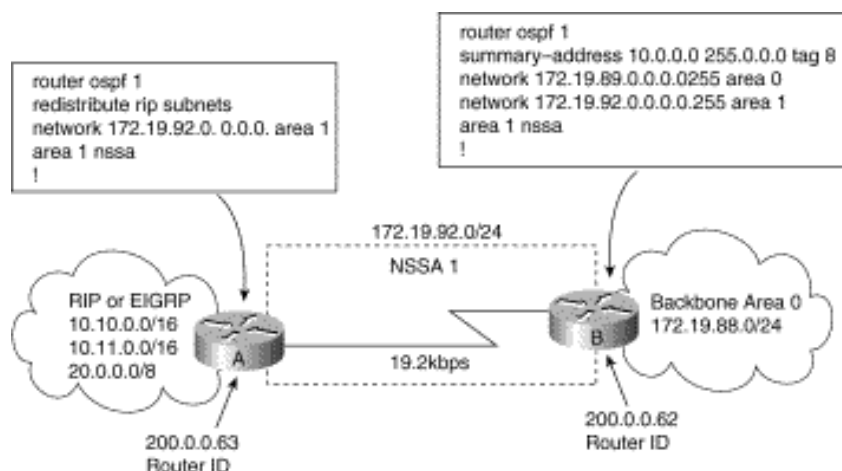 router ospf 1
redistribute rip subnets
network 172.19.92.0. 0.0.0. area 1
area 1 nssa
!
router ospf 1
summary-address 10.0.0.0 255.0.0.0 tag 8
network 172.19.89.0.0.0.0255 area 0
network 172.19.92.0.0.0.0.255 area 1
area 1 nssa
!
172.19.92.0/24
NSSA 1
RIP or EIGRP
10.10.0.0/16
10.11.0.0/16
20.0.0.0/8
A
19.2kbps
B
Backbone Area 0
172.19.88.0/24
200.0.0.63
Router ID
200.0.0.62
Router ID